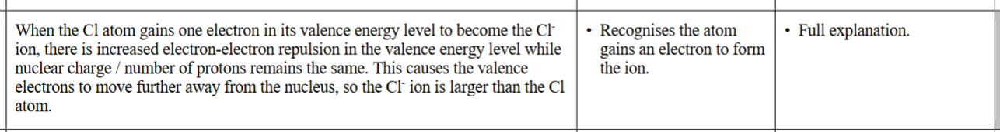 When the Cl atom gains one electron in its valence energy level to become the Cl⁻
ion, there is increased electron-electron repulsion in the valence energy level while
nuclear charge / number of protons remains the same. This causes the valence
electrons to move further away from the nucleus, so the Cl⁻ ion is larger than the Cl
atom.
• Recognises the atom
gains an electron to form
the ion.
• Full explanation.